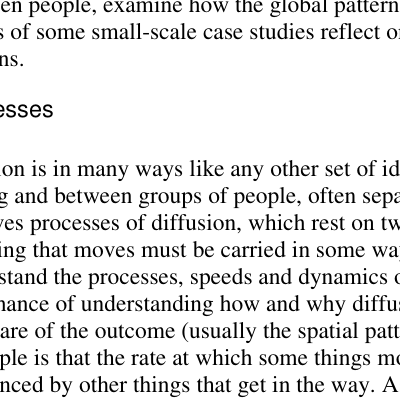 en people, examine how the global pattern
s of some small-scale case studies reflect o
ns.
esses
ion is in many ways like any other set of id
g and between groups of people, often sepa
ves processes of diffusion, which rest on tw
ing that moves must be carried in some wa
stand the processes, speeds and dynamics o
hance of understanding how and why diffus
are of the outcome (usually the spatial patt
ple is that the rate at which some things mo
nced by other things that get in the way. A